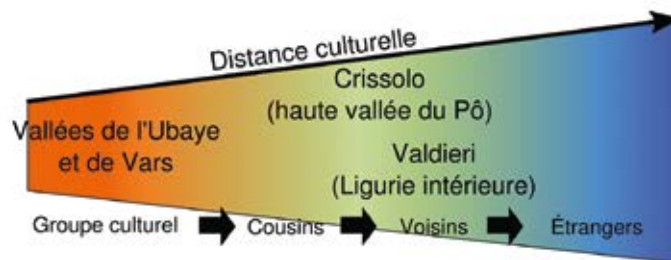 Distance culturelle
Crissolo
(haute vallée du Pô)
Vallées de l'Ubaye
et de Vars
Valdieri
(Ligurie intérieure)
Groupe culturel Cousins Voisins Étrangers